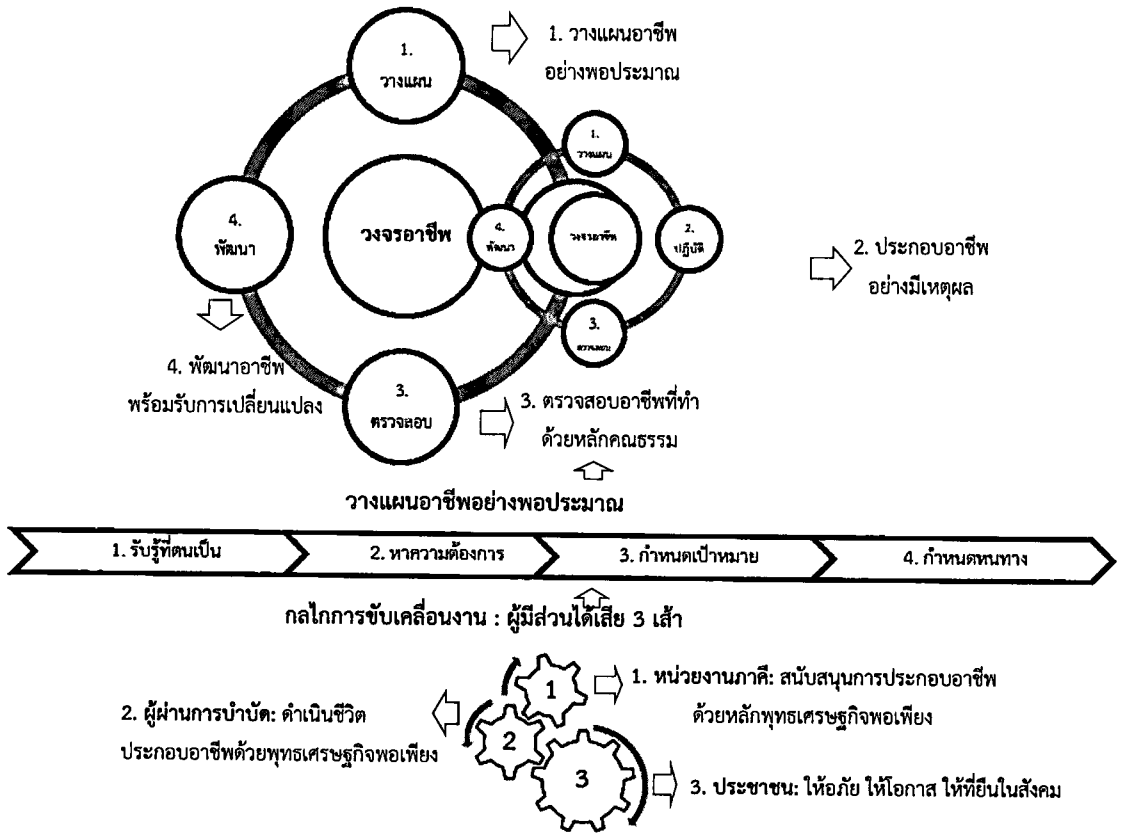 1.
วางแผน
1. วางแผนอาชีพ
อย่างพอประมาณ
1.
วางแผน
4.
พัฒนา
วงจรอาชีพ
4.
พัฒนา
วงจรอาชีพ
2.
ปฏิบัติ
2. ประกอบอาชีพ
อย่างมีเหตุผล
3.
ตรวจสอบ
4. พัฒนาอาชีพ
พร้อมรับการเปลี่ยนแปลง
3.
ตรวจสอบ
3. ตรวจสอบอาชีพที่ทำ
ด้วยหลักคุณธรรม
วางแผนอาชีพอย่างพอประมาณ
1. รับรู้ที่ตนเป็น
2. หาความต้องการ
3. กำหนดเป้าหมาย
4. กำหนดหนทาง
กลไกการขับเคลื่อนงาน : ผู้มีส่วนได้เสีย 3 เส้า
1
1. หน่วยงานภาคี: สนับสนุนการประกอบอาชีพ
ด้วยหลักพุทธเศรษฐกิจพอเพียง
2. ผู้ผ่านการบำบัด: ดำเนินชีวิต
ประกอบอาชีพด้วยพุทธเศรษฐกิจพอเพียง
2
3
3. ประชาชน: ให้อภัย ให้โอกาส ให้ที่ยืนในสังคม